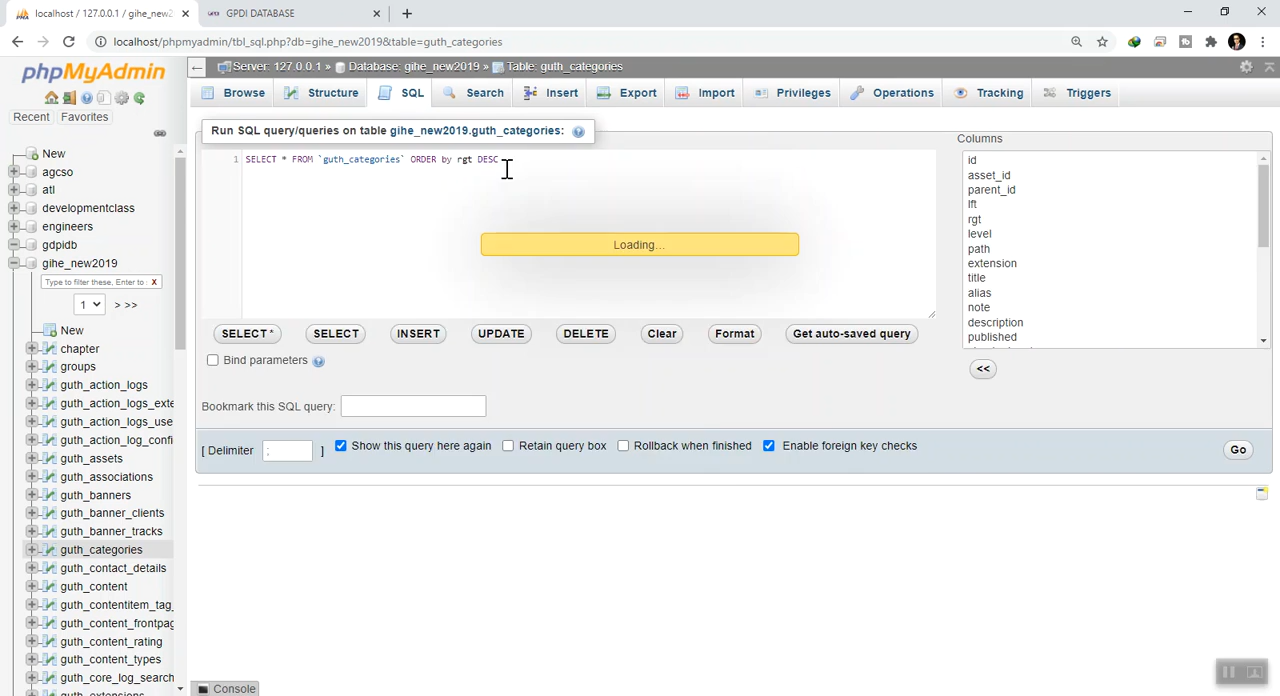 localhost / 127.0.0.1 / gihe_new2
GPDI DATABASE
localhost/phpmyadmin/tbl_sql.php?db=gihe_new2019&table=guth_categories
phpMyAdmin
Recent
Favorites
New
agcso
atl
developmentclass
engineers
gdpidb
gihe_new2019
Type to filter these, Enter to
X
1
> >>
New
chapter
groups
guth_action_logs
guth_action_logs_exte
guth_action_logs_use
guth_action_log_confi
guth_assets
guth_associations
guth_banners
guth_banner_clients
guth_banner_tracks
guth_categories
guth_contact_details
guth_content
guth_contentitem_tag_
guth_content_frontpag
guth_content_rating
guth_content_types
guth_core_log_search
guth_extensions
Server: 127.0.0.1 » Database: gihe_new2019 » Table: guth_categories
Browse
Structure
SQL
Search
Insert
Export
Import
Privileges
Operations
Tracking
Triggers
Run SQL query/queries on table gihe_new2019.guth_categories:
1
SELECT * FROM `guth_categories` ORDER by rgt DESC
Loading…
SELECT *
SELECT
INSERT
UPDATE
DELETE
Clear
Format
Get auto-saved query
Bind parameters
Bookmark this SQL query:
[ Delimiter
;
]
Show this query here again
Retain query box
Rollback when finished
Enable foreign key checks
Go
Columns
id
asset_id
parent_id
lft
rgt
level
path
extension
title
alias
note
description
published
<<
Console